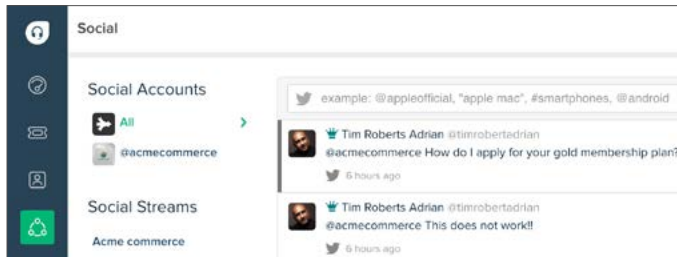 Social
Social Accounts
All
@acmecommerce
Social Streams
Acme commerce
example: @appleofficial, "apple mac", #smartphones, @android
Tim Roberts Adrian @timrobertadrian
@acmecommerce How do I apply for your gold membership plan?
6 hours ago
Tim Roberts Adrian @timrobertadrian
@acmecommerce This does not work!!
6 hours ago